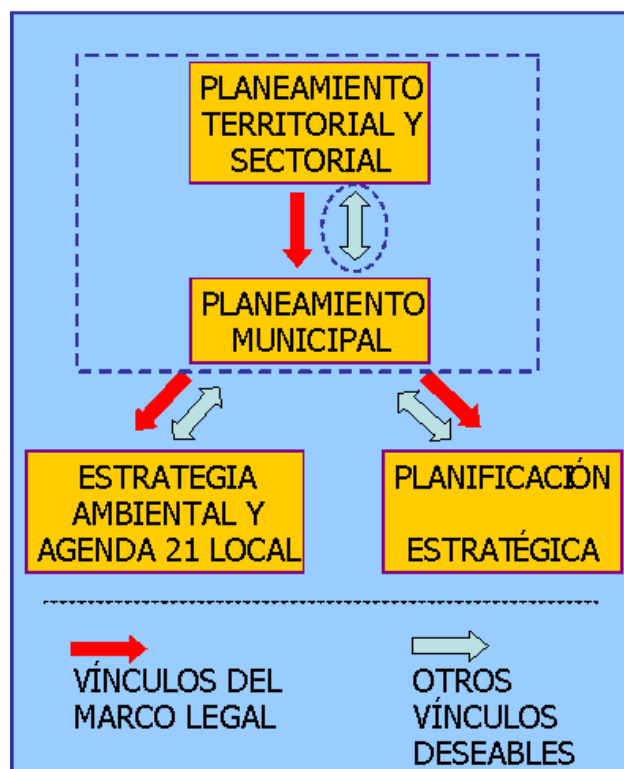 PLANEAMIENTO
TERRITORIAL Y
SECTORIAL
PLANEAMIENTO
MUNICIPAL
ESTRATEGIA
AMBIENTAL Y
AGENDA 21 LOCAL
PLANIFICACIÓN
ESTRATÉGICA
VÍNCULOS DEL
MARCO LEGAL
OTROS
VÍNCULOS
DESEABLES